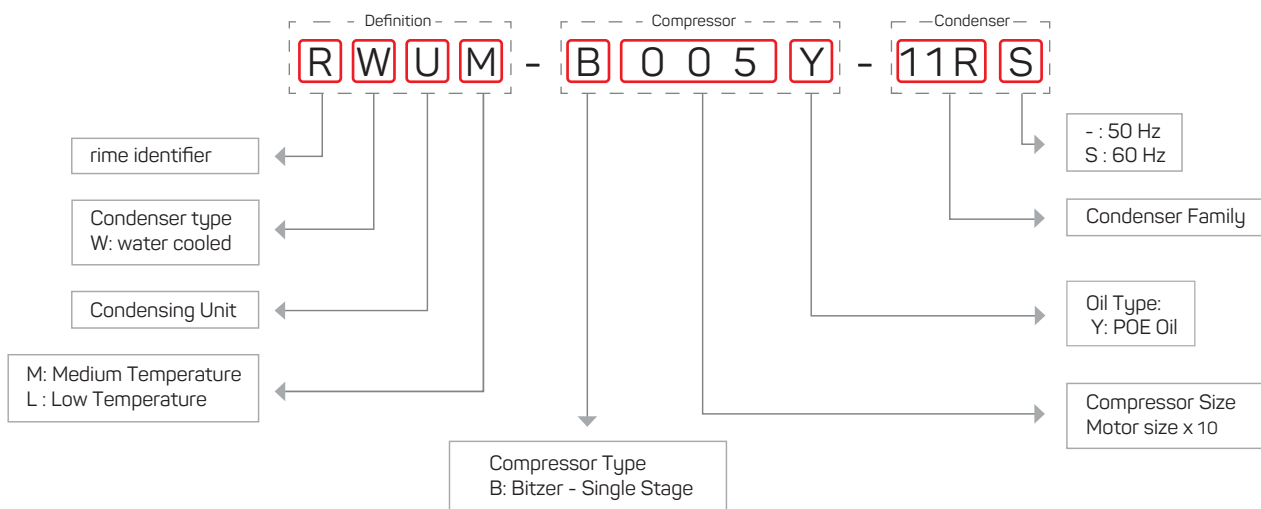 Definition
Compressor
Condenser
R W U M - B 0 0 5 Y - 11R S
rime identifier
- : 50 Hz
S : 60 Hz
Condenser type
W: water cooled
Condenser Family
Condensing Unit
Oil Type:
Y: POE Oil
M: Medium Temperature
L : Low Temperature
Compressor Size
Motor size x 10
Compressor Type
B: Bitzer - Single Stage